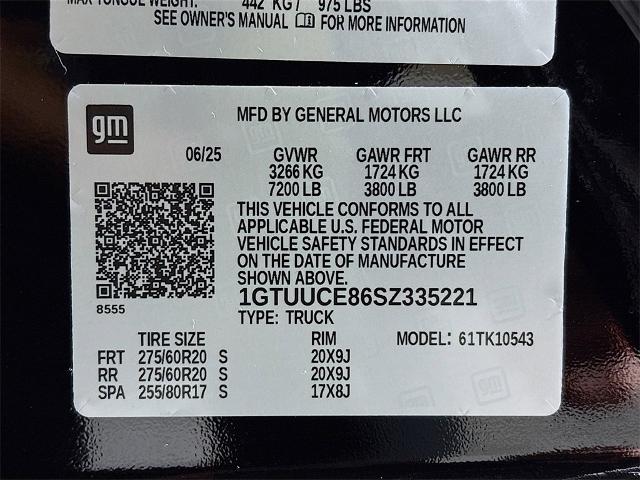 MAX TONGUE WEIGHT: 442 KG / 975 LBS
SEE OWNER'S MANUAL FOR MORE INFORMATION
gm
MFD BY GENERAL MOTORS LLC
06/25 GVWR GAWR FRT GAWR RR
3266 KG 1724 KG 1724 KG
7200 LB 3800 LB 3800 LB
THIS VEHICLE CONFORMS TO ALL
APPLICABLE U.S. FEDERAL MOTOR
VEHICLE SAFETY STANDARDS IN EFFECT
ON THE DATE OF MANUFACTURE
SHOWN ABOVE.
8555
1GTUUCE86SZ335221
TYPE: TRUCK
TIRE SIZE RIM MODEL: 61TK10543
FRT 275/60R20 S 20X9J
RR 275/60R20 S 20X9J
SPA 255/80R17 S 17X8J